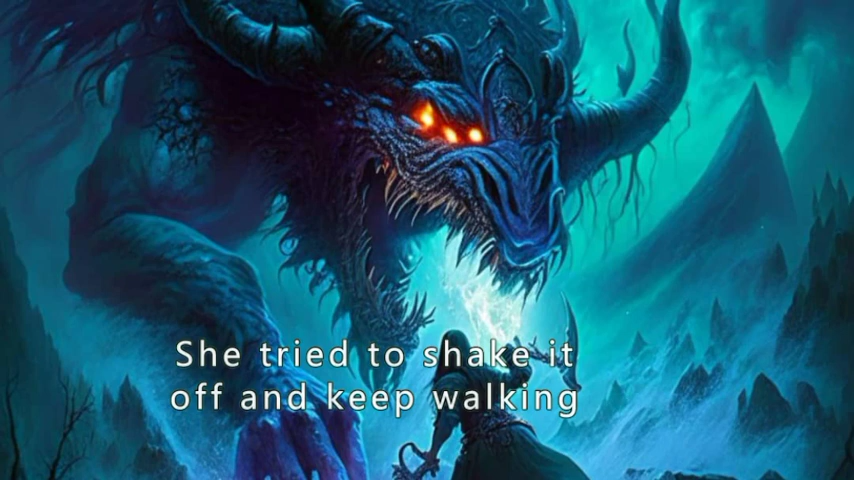 She tried to shake it
off and keep walking